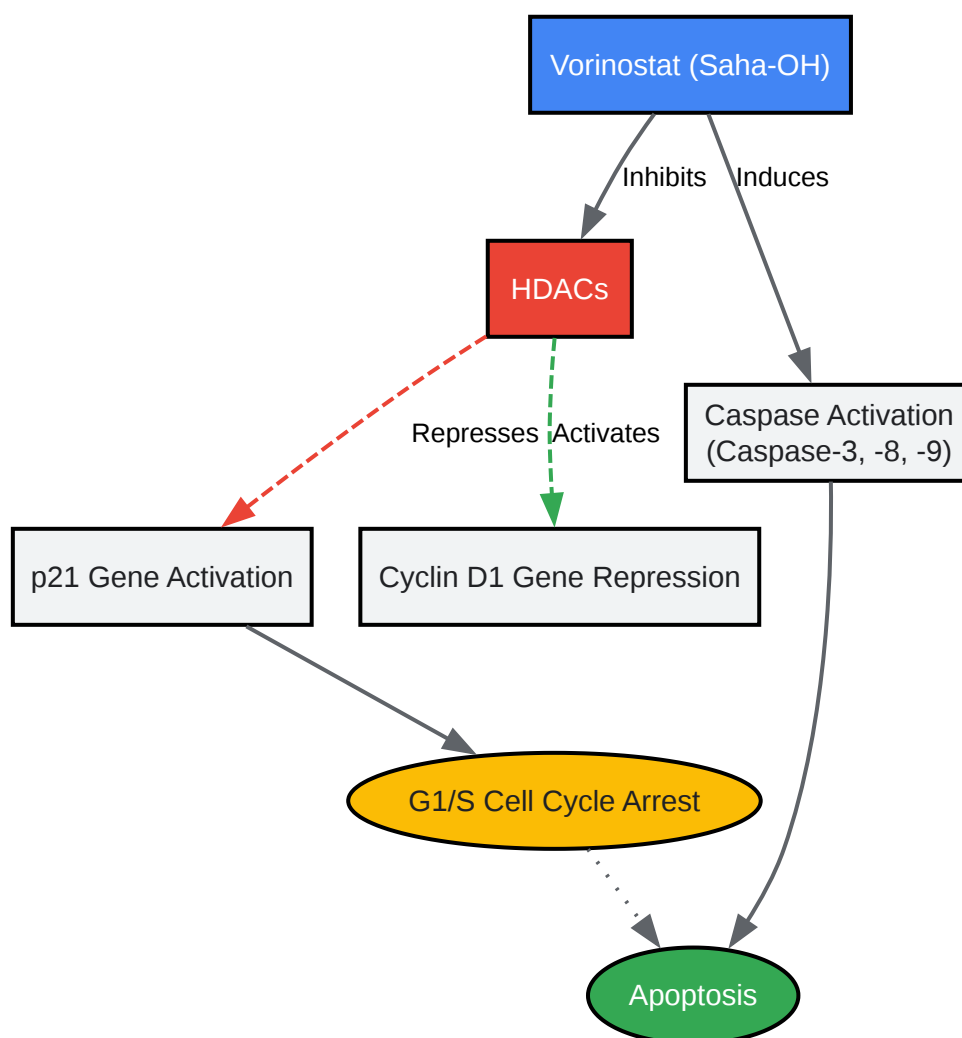 Vorinostat (Saha-OH)
Inhibits
Induces
HDACs
Represses
Activates
Caspase Activation
(Caspase-3, -8, -9)
p21 Gene Activation
Cyclin D1 Gene Repression
G1/S Cell Cycle Arrest
Apoptosis